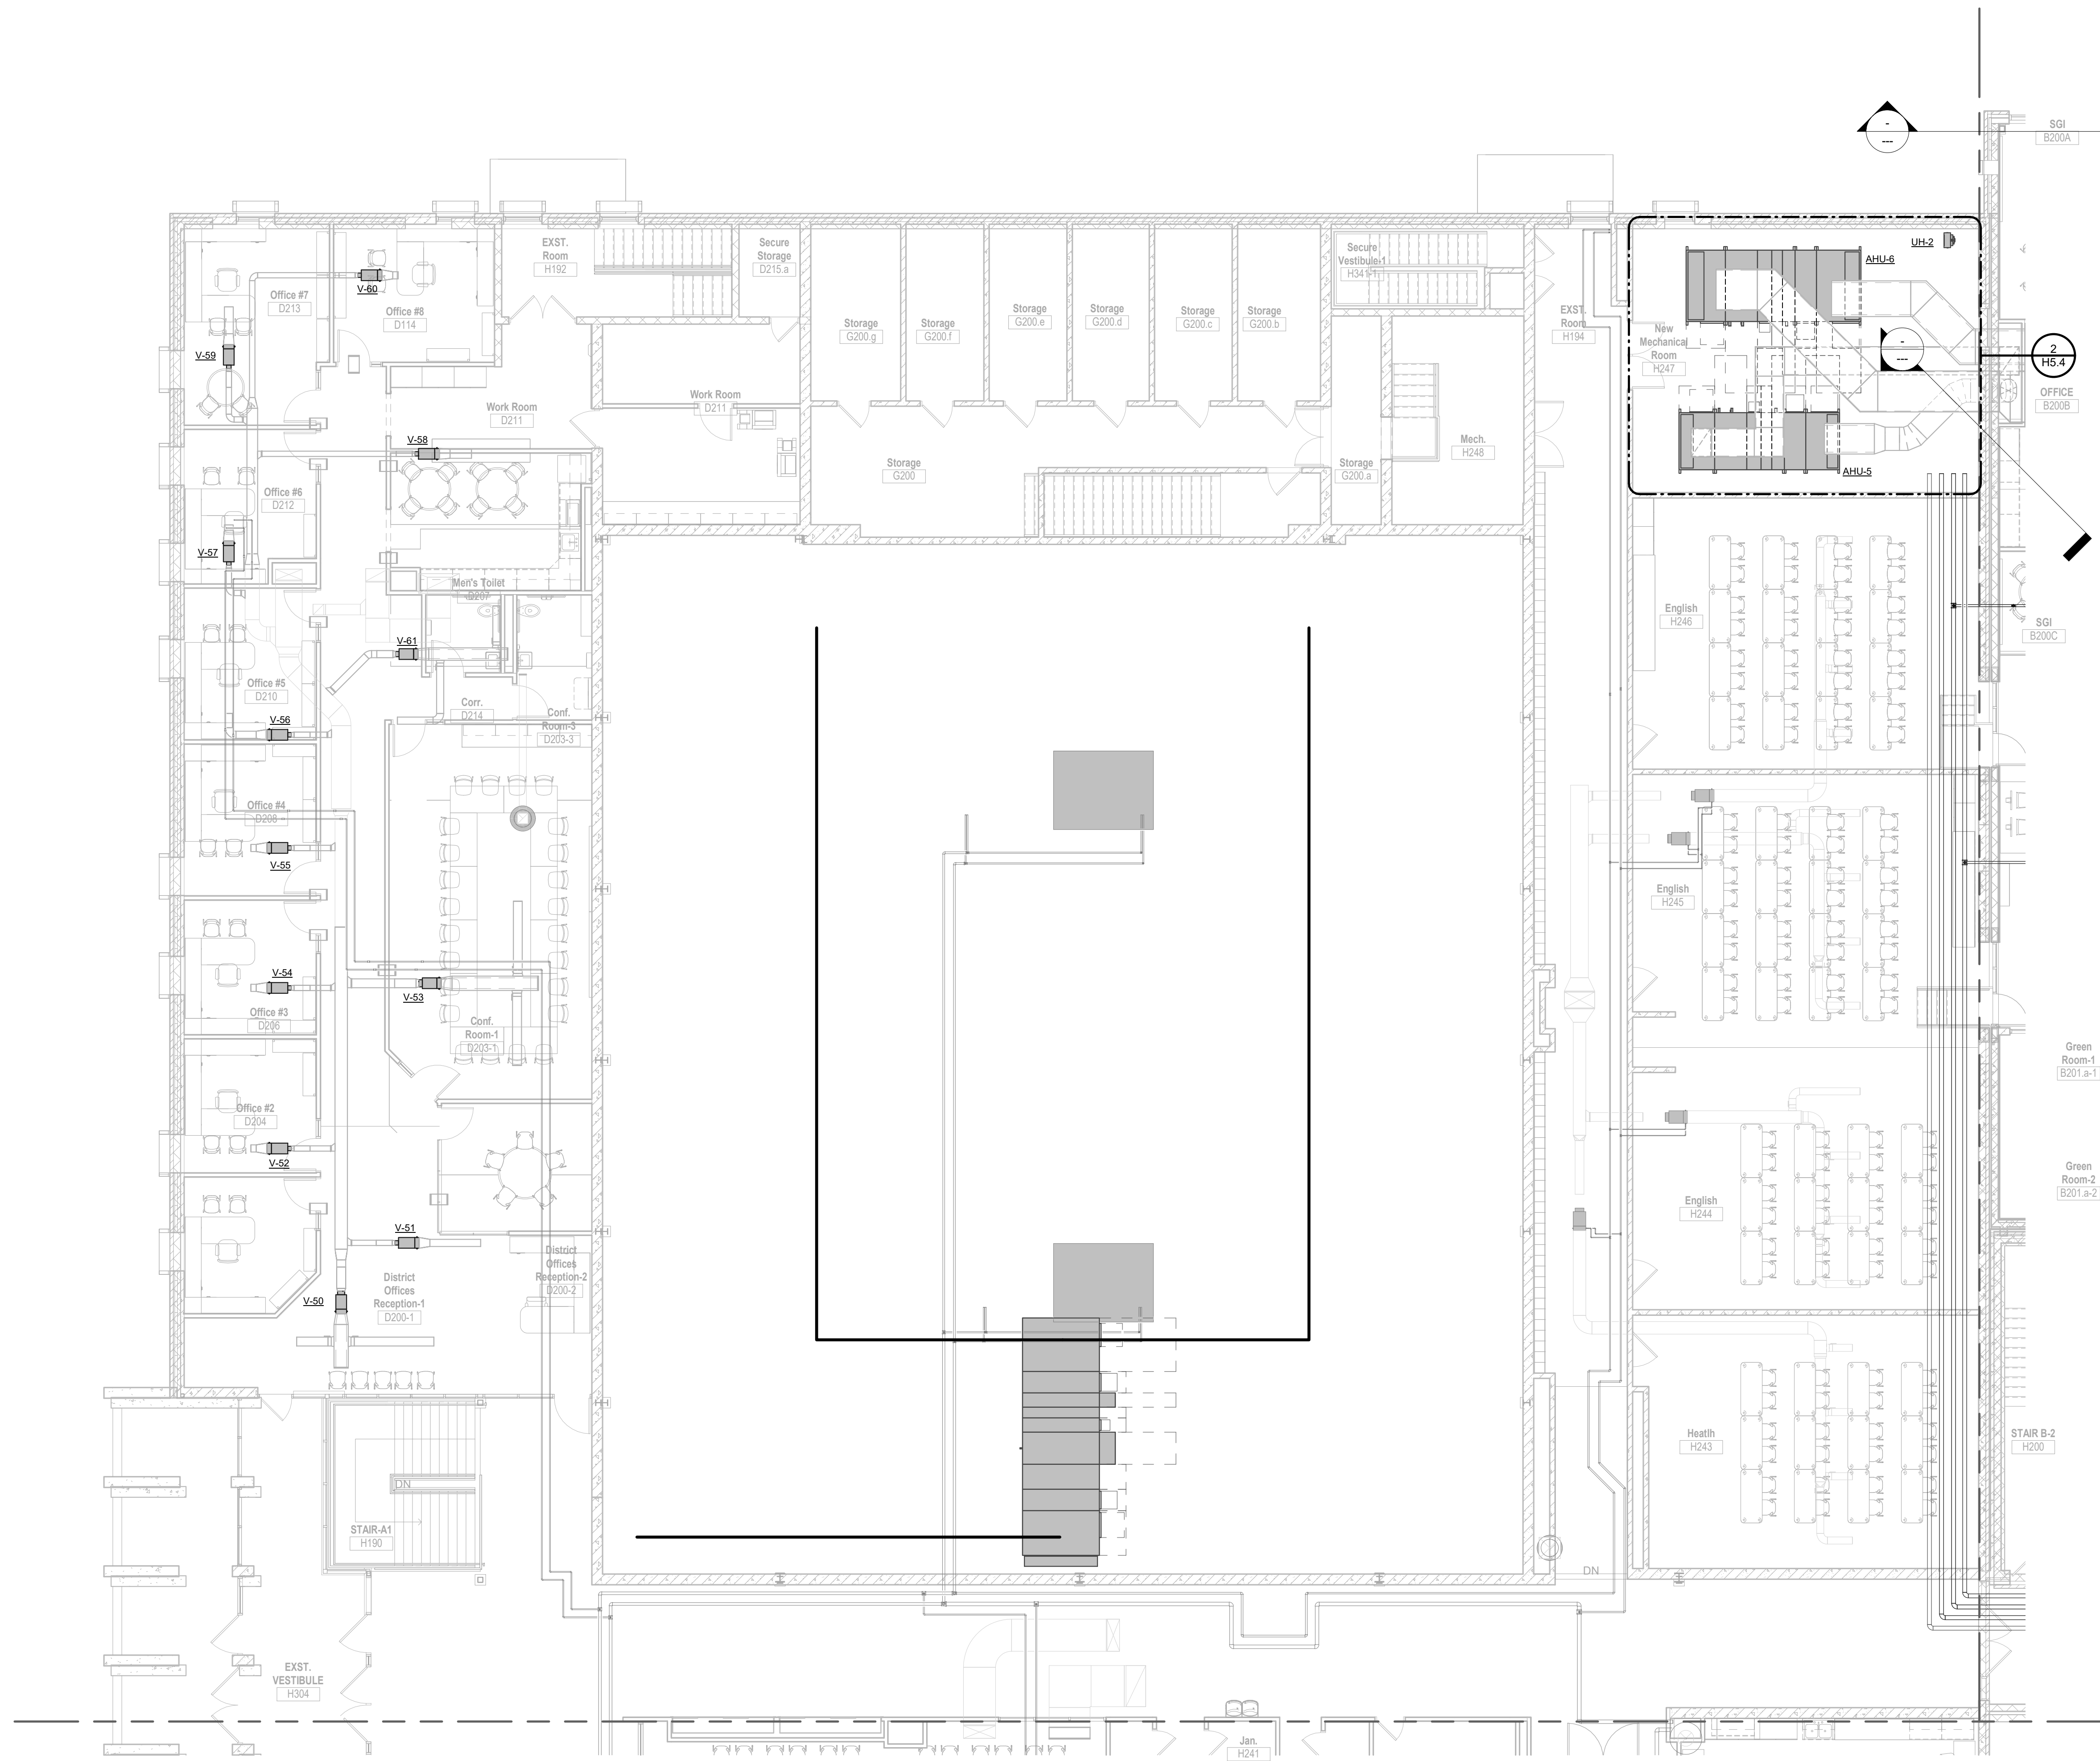 -
---
SGI
B200A
EXST.
Room
H192
Secure
Storage
D215.a
Secure
Vestibule-1
H341-1
UH-2
AHU-6
V-60
Office #7
D213
Office #8
D114
Storage
G200.g
Storage
G200.f
Storage
G200.e
Storage
G200.d
Storage
G200.c
Storage
G200.b
EXST.
Room
H194
New
Mechanical
Room
H247
-
---
2
H5.4
V-59
OFFICE
B200B
Work Room
D211
Work Room
D211
V-58
Mech.
H248
Storage
G200
Storage
G200.a
AHU-5
Office #6
D212
V-57
Men's Toilet
D207
English
H246
SGI
B200C
V-61
Office #5
D210
Corr.
D214
Conf.
Room-3
D203-3
V-56
Office #4
D208
V-55
English
H245
V-54
V-53
Office #3
D206
Conf.
Room-1
D203-1
Green
Room-1
B201.a-1
Office #2
D204
V-52
Green
Room-2
B201.a-2
English
H244
V-51
District
Offices
Reception-2
D200-2
District
Offices
Reception-1
D200-1
V-50
Heatlh
H243
STAIR B-2
H200
DN
STAIR-A1
H190
DN
EXST.
VESTIBULE
H304
Jan.
H241